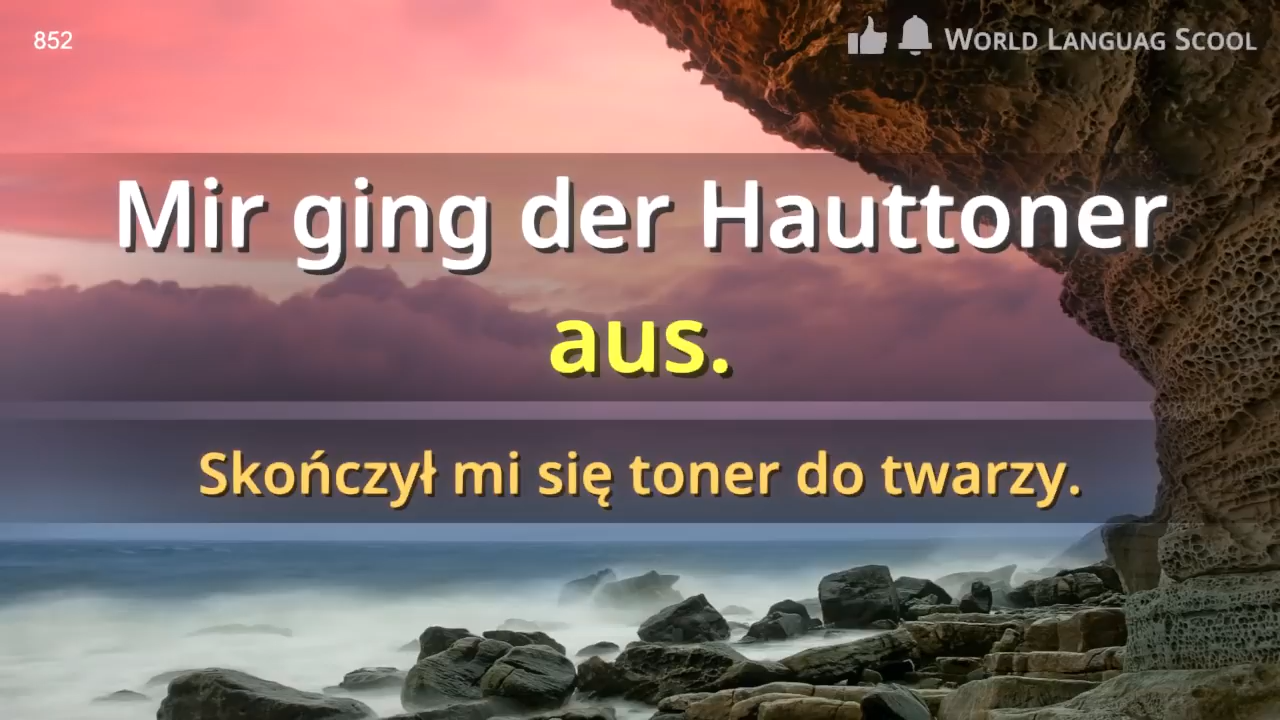 852
WORLD LANGUAG SCOOL
Mir ging der Hauttoner
aus.
Skończył mi się toner do twarzy.